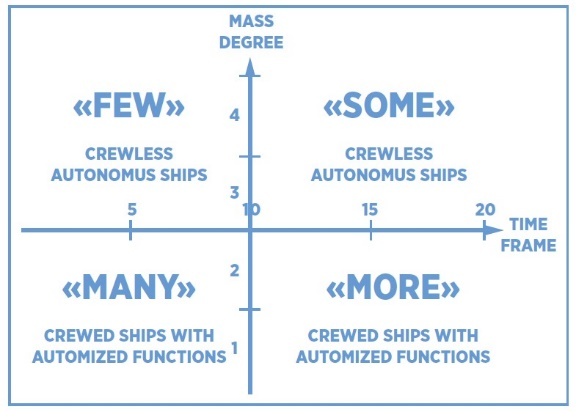 MASS
DEGREE
«FEW»
«SOME»
4
CREWLESS
AUTONOMUS SHIPS
CREWLESS
AUTONOMUS SHIPS
3
5
10
15
20
TIME
FRAME
2
«MANY»
«MORE»
CREWED SHIPS WITH
AUTOMIZED FUNCTIONS
1
CREWED SHIPS WITH
AUTOMIZED FUNCTIONS